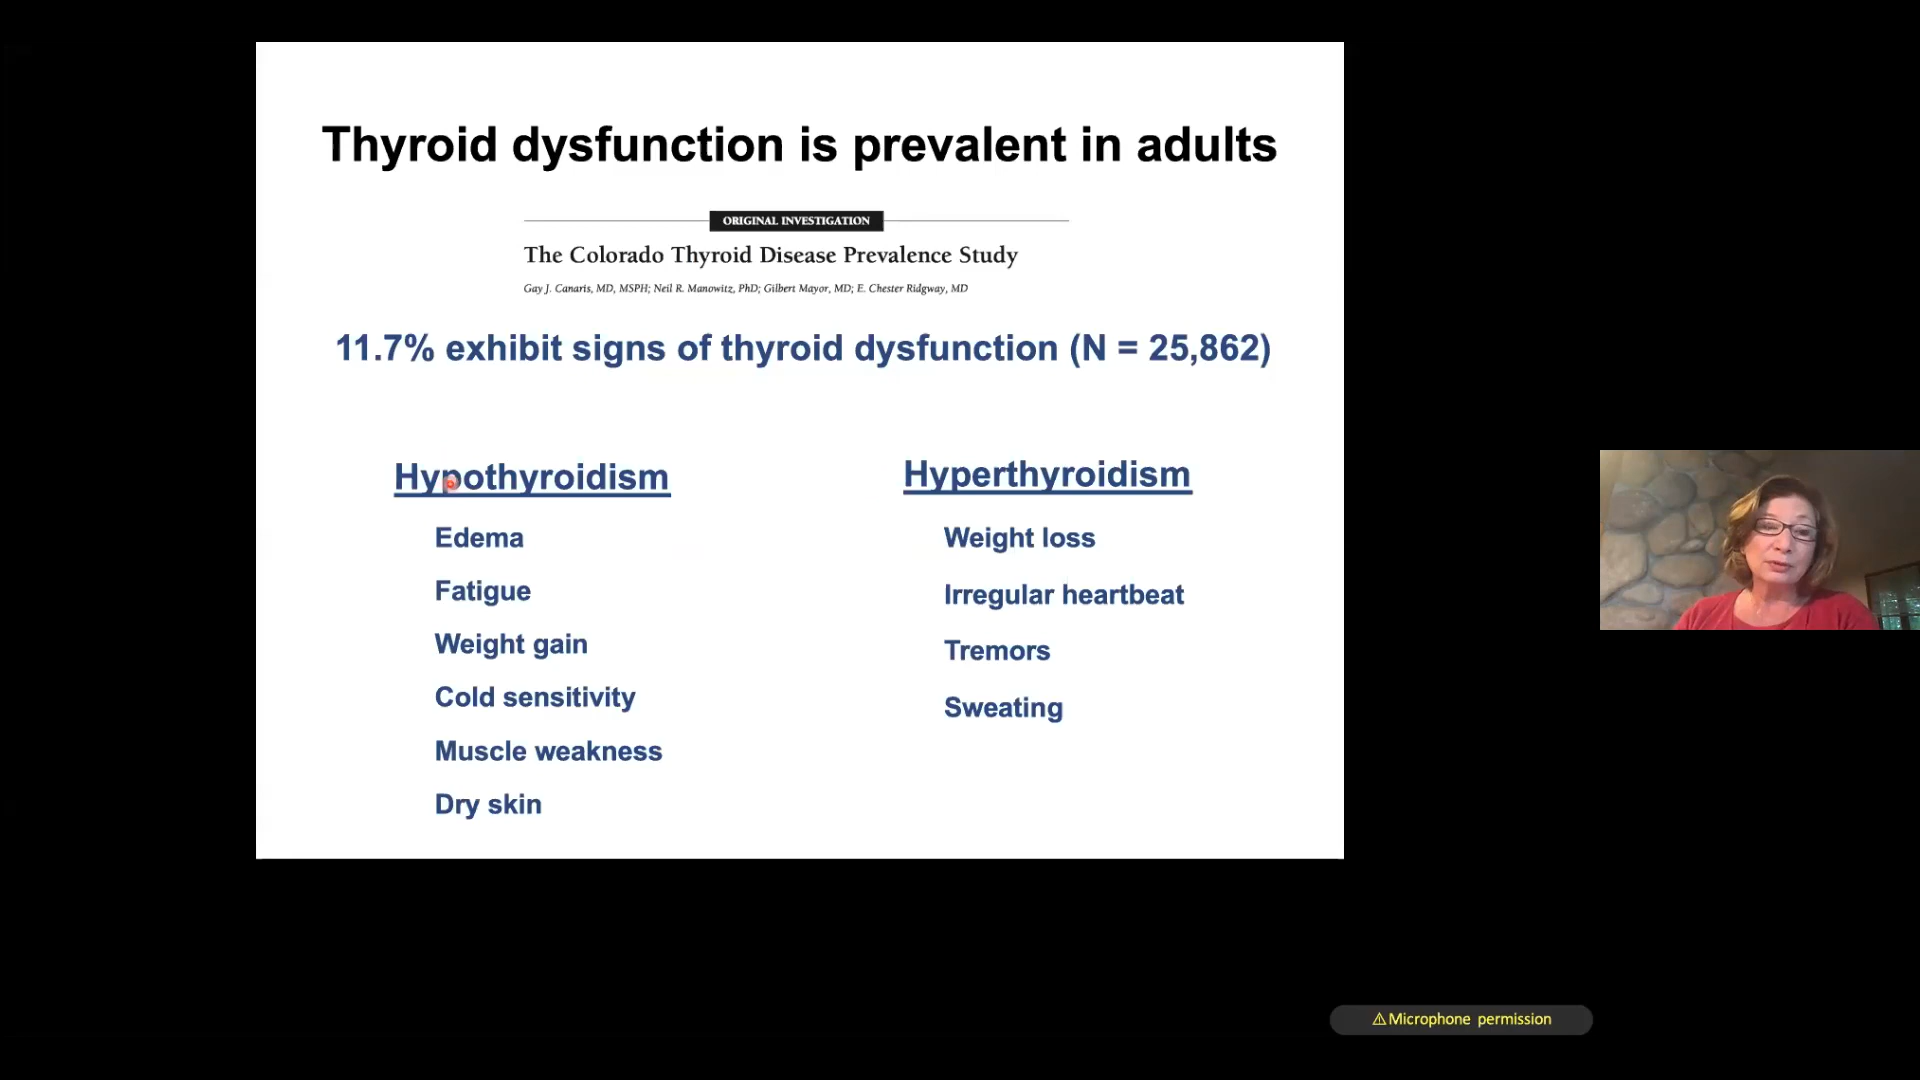 Thyroid dysfunction is prevalent in adults
ORIGINAL INVESTIGATION
The Colorado Thyroid Disease Prevalence Study
Gay J. Canaris, MD, MSPH; Neil R. Manowitz, PhD; Gilbert Mayor, MD; E. Chester Ridgway, MD
11.7% exhibit signs of thyroid dysfunction (N = 25,862)
Hypothyroidism
Edema
Fatigue
Weight gain
Cold sensitivity
Muscle weakness
Dry skin
Hyperthyroidism
Weight loss
Irregular heartbeat
Tremors
Sweating
⚠Microphone permission